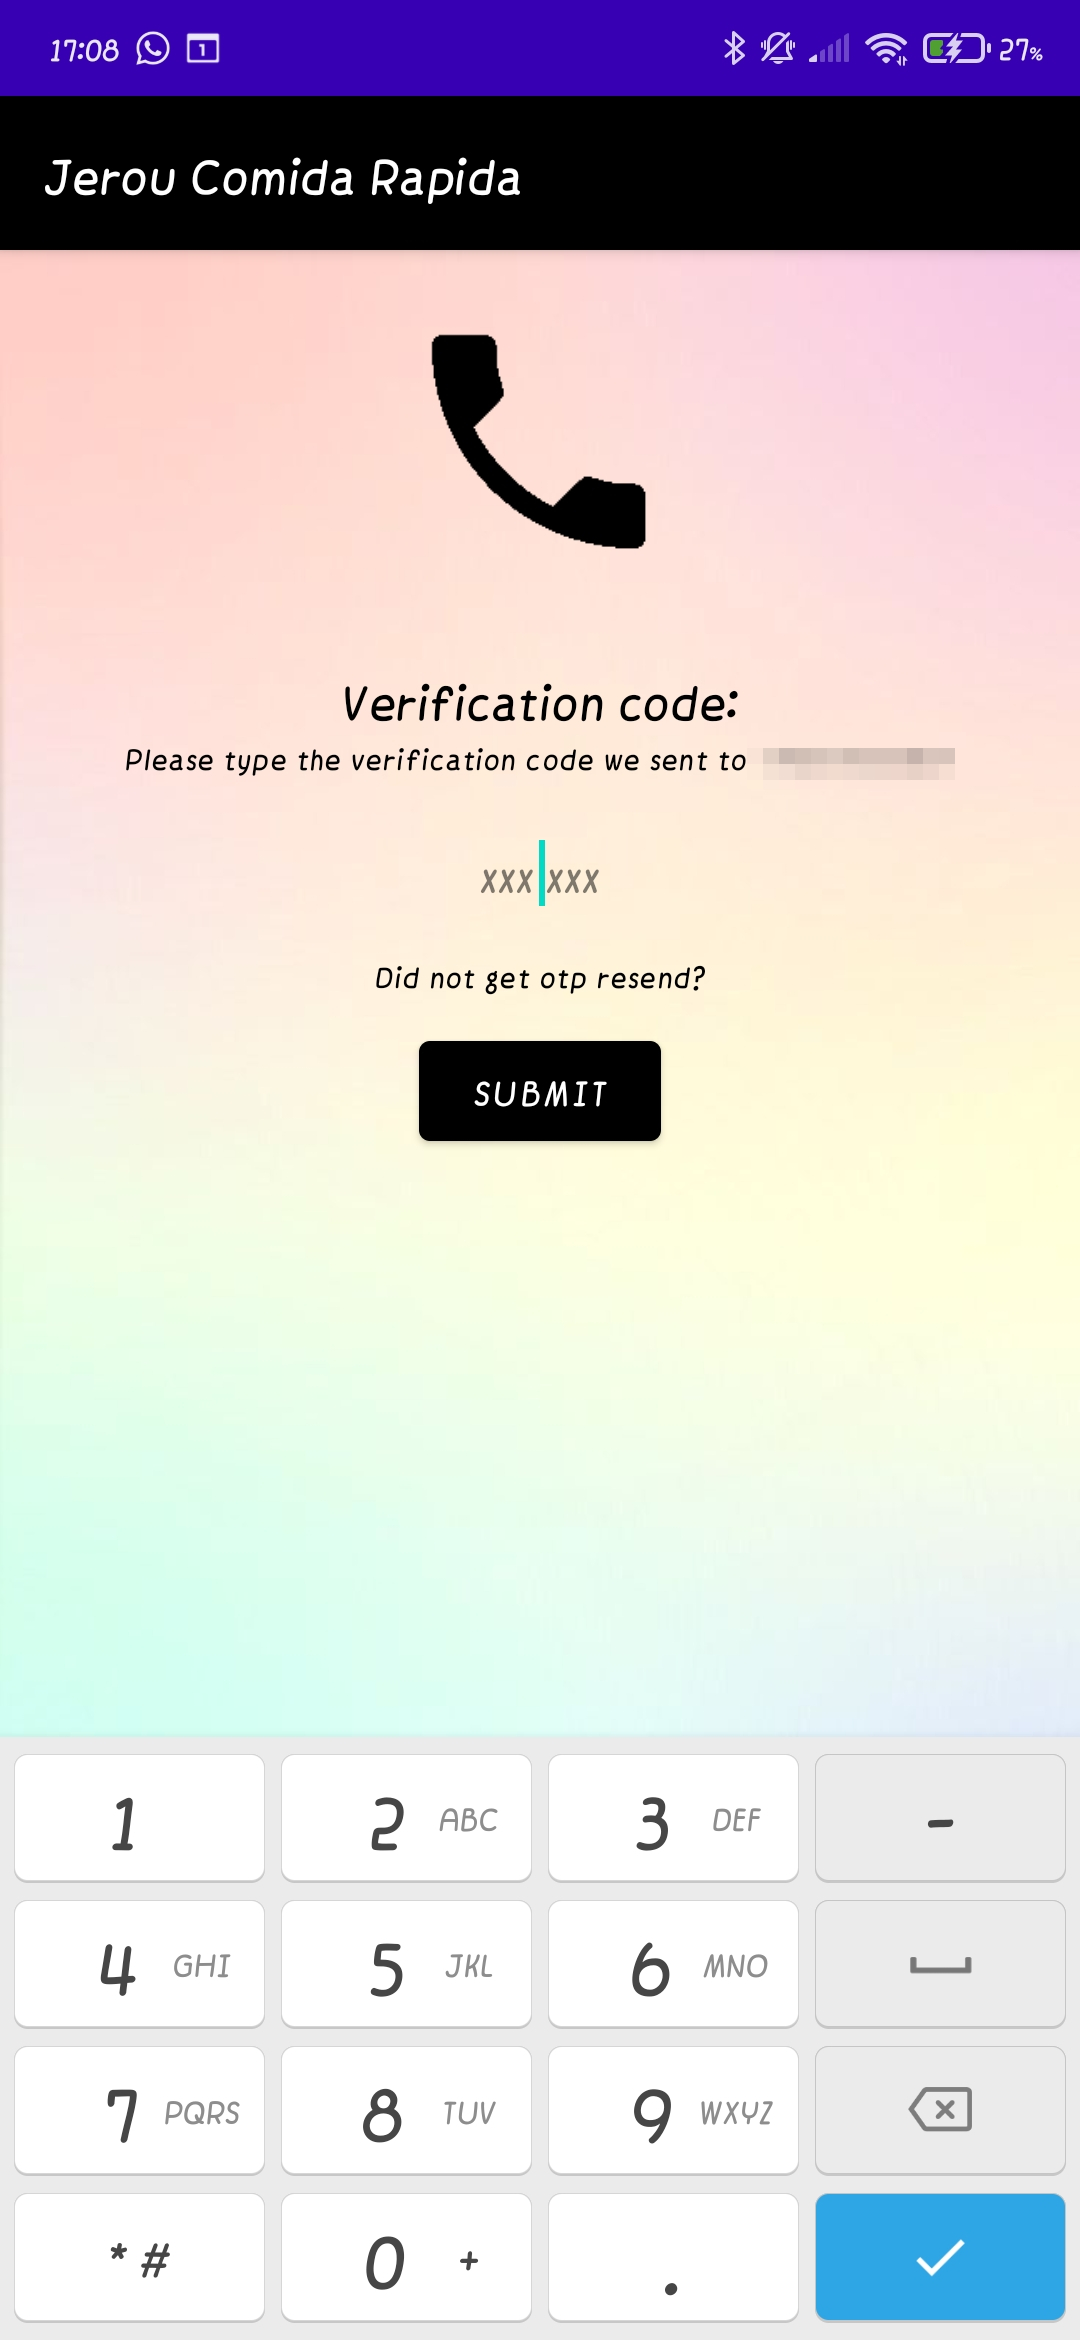 17:08 27%
Jerou Comida Rapida
Verification code:
Please type the verification code we sent to
xxx xxx
Did not get otp resend?
SUBMIT
1 2 ABC 3 DEF -
4 GHI 5 JKL 6 MNO
7 PQRS 8 TUV 9 WXYZ
* # 0 + .